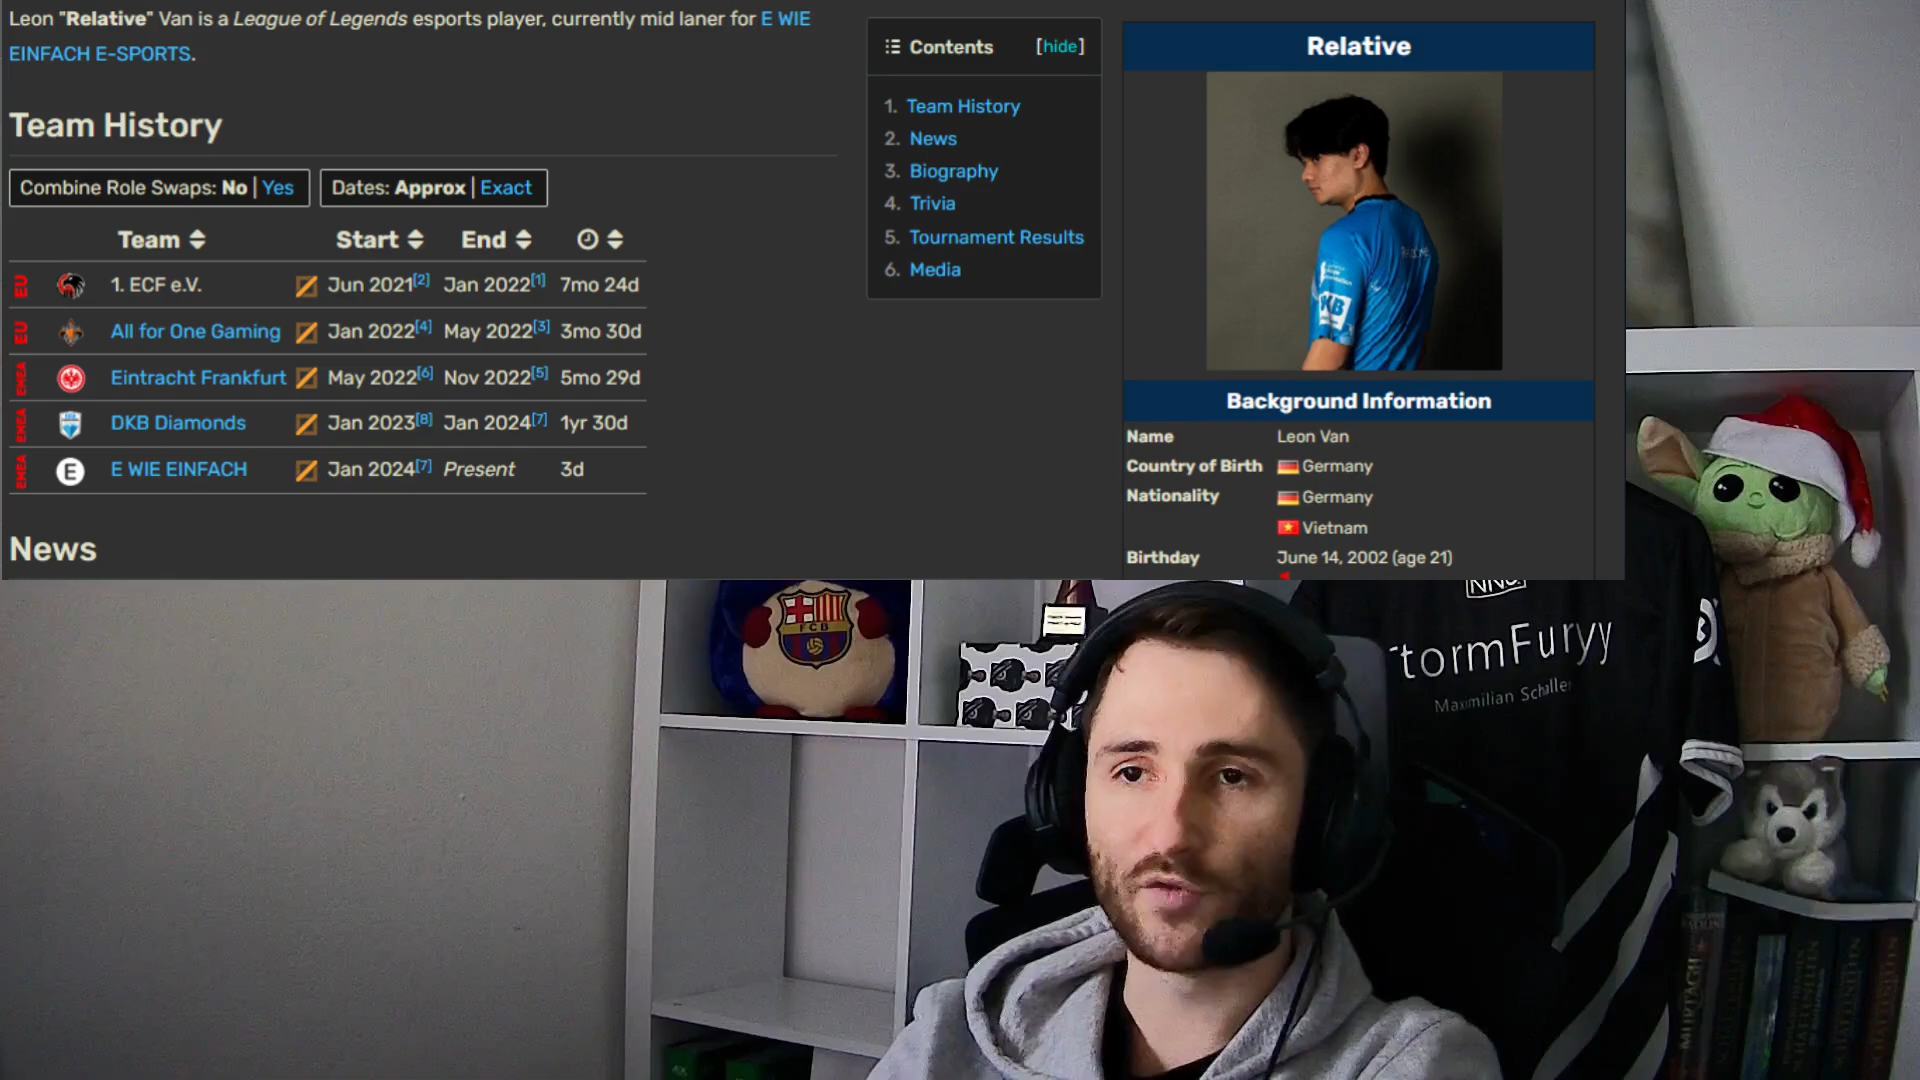 Leon "Relative" Van is a League of Legends esports player, currently mid laner for E WIE
EINFACH E-SPORTS.
Team History
Combine Role Swaps: No | Yes
Dates: Approx | Exact
Team Start End
EU 1. ECF e.V. Jun 2021[2] Jan 2022[1] 7mo 24d
EU All for One Gaming Jan 2022[4] May 2022[3] 3mo 30d
EMEA Eintracht Frankfurt May 2022[6] Nov 2022[5] 5mo 29d
EMEA DKB Diamonds Jan 2023[8] Jan 2024[7] 1yr 30d
EMEA E E WIE EINFACH Jan 2024[7] Present 3d
News
Contents [hide]
1. Team History
2. News
3. Biography
4. Trivia
5. Tournament Results
6. Media
Relative
DKB
Background Information
Name Leon Van
Country of Birth Germany
Nationality Germany
Vietnam
Birthday June 14, 2002 (age 21)
FCB
NNO.
StormFuryy
Maximilian Schaller
MURTAGH